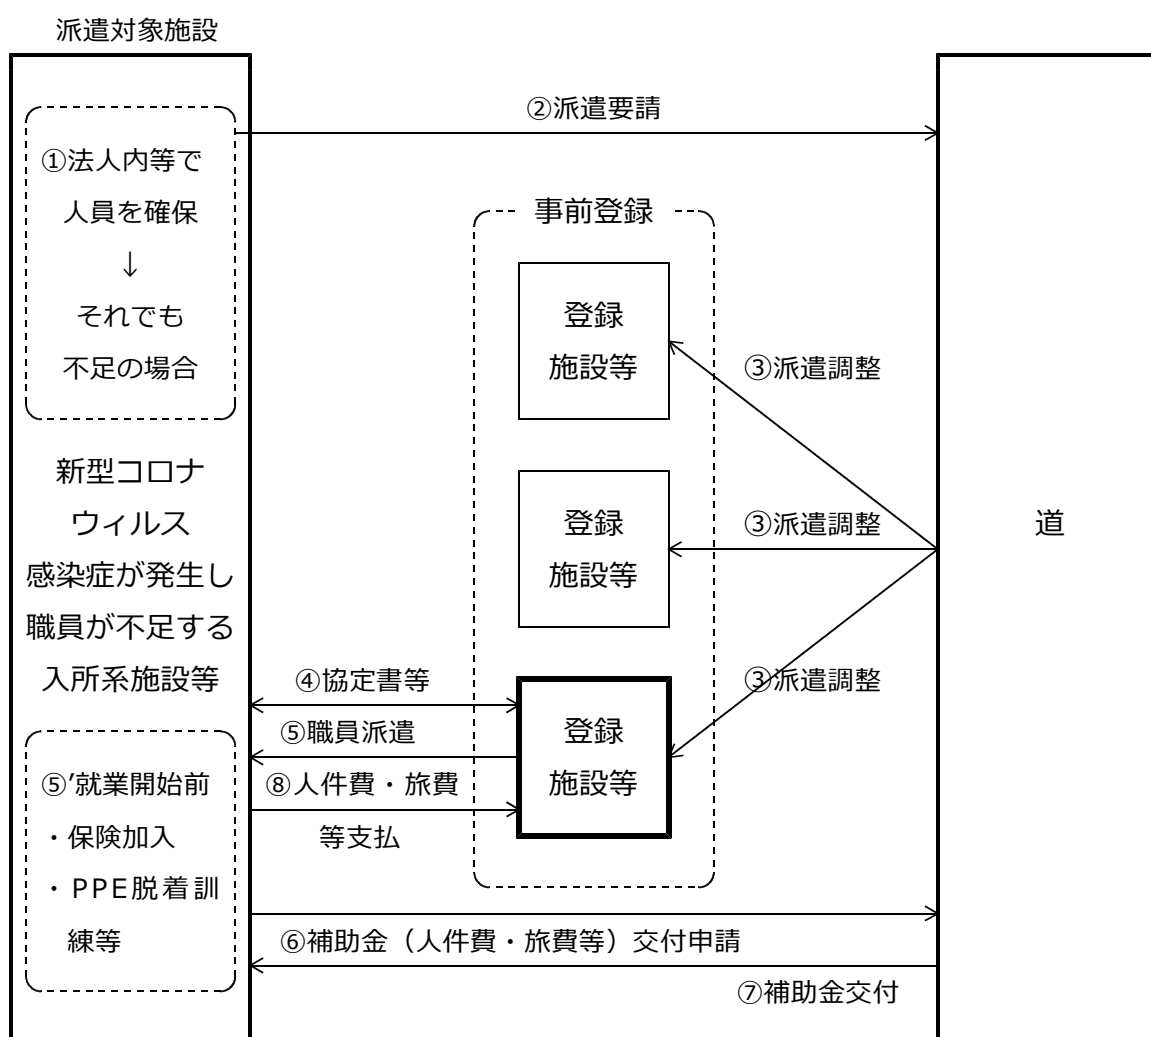 派遣対象施設
②派遣要請
①法人内等で
人員を確保
↓
それでも
不足の場合
事前登録
登録
施設等
③派遣調整
新型コロナ
ウィルス
感染症が発生し
職員が不足する
入所系施設等
登録
施設等
③派遣調整
道
④協定書等
③派遣調整
⑤職員派遣
登録
施設等
⑧人件費・旅費
等支払
⑤’就業開始前
・保険加入
・PPE脱着訓
練等
⑥補助金（人件費・旅費等）交付申請
⑦補助金交付